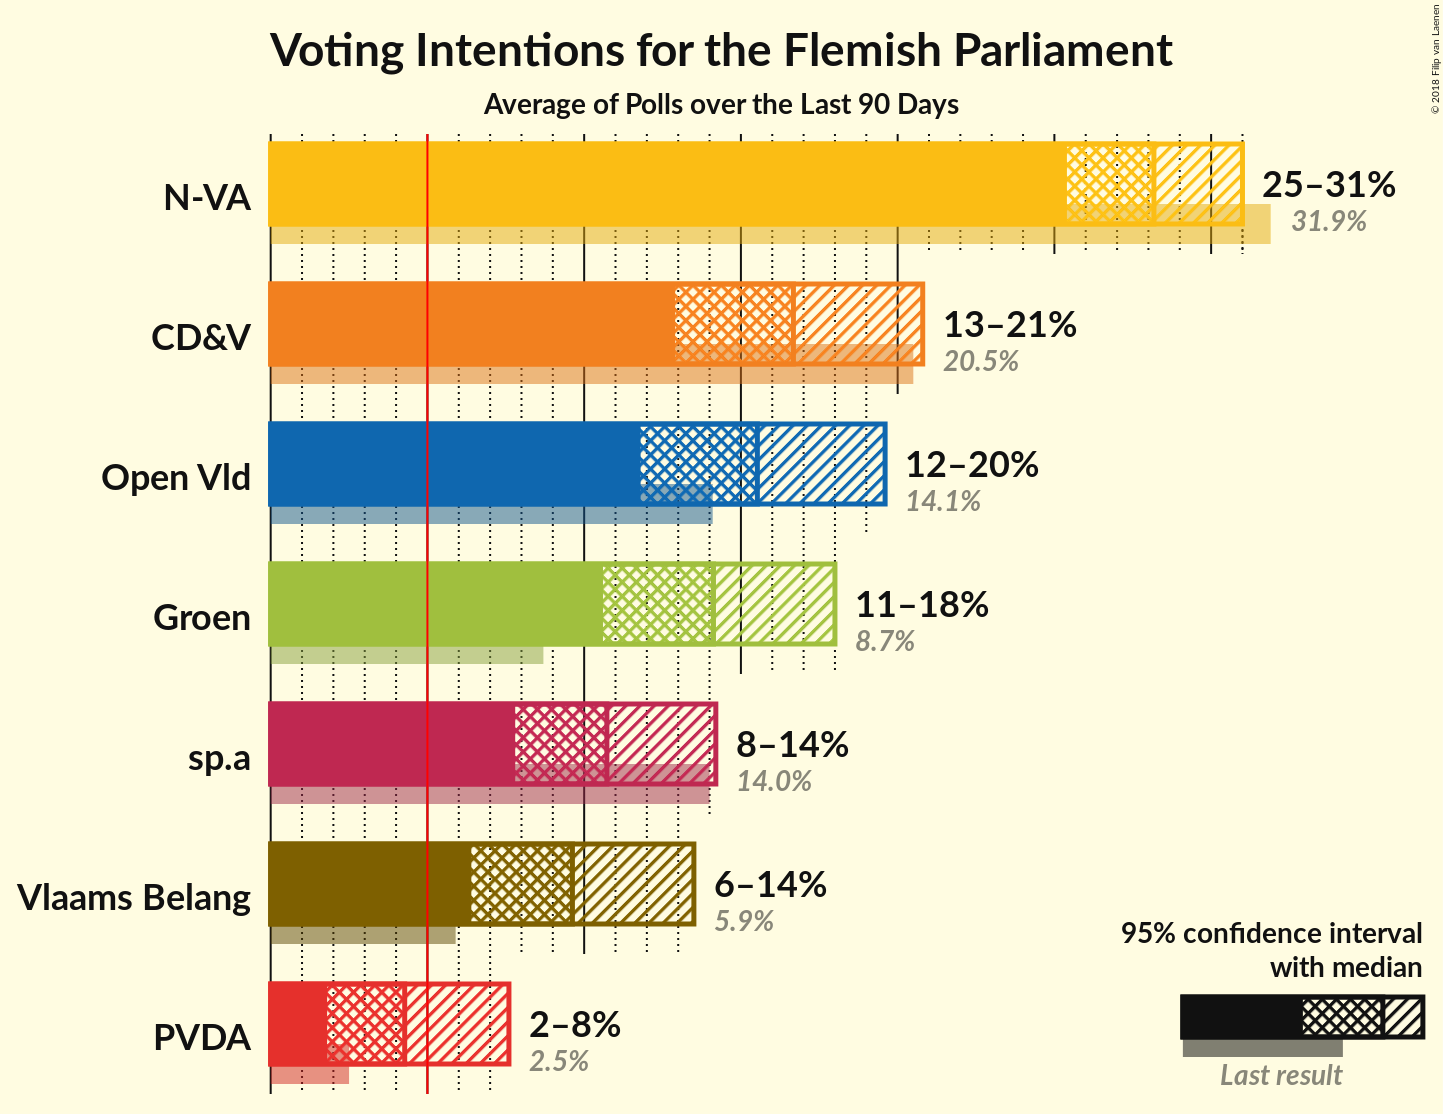 Voting Intentions for the Flemish Parliament
Average of Polls over the Last 90 Days
© 2018 Filip van Laenen
N-VA
25–31%
31.9%
CD&V
13–21%
20.5%
Open Vld
12–20%
14.1%
Groen
11–18%
8.7%
sp.a
8–14%
14.0%
Vlaams Belang
6–14%
5.9%
PVDA
2–8%
2.5%
95% confidence interval
with median
Last result